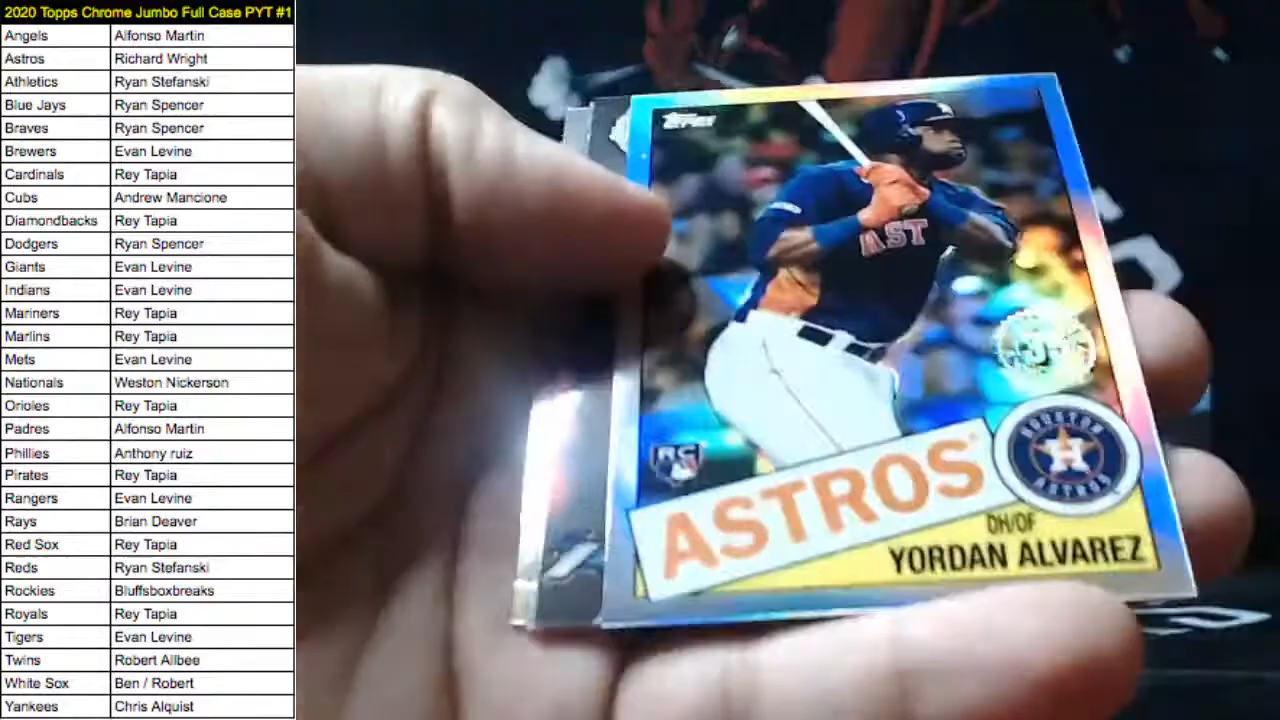 2020 Topps Chrome Jumbo Full Case PYT #1
Angels Alfonso Martin
Astros Richard Wright
Athletics Ryan Stefanski
Blue Jays Ryan Spencer
Braves Ryan Spencer
Brewers Evan Levine
Cardinals Rey Tapia
Cubs Andrew Mancione
Diamondbacks Rey Tapia
Dodgers Ryan Spencer
Giants Evan Levine
Indians Evan Levine
Mariners Rey Tapia
Marlins Rey Tapia
Mets Evan Levine
Nationals Weston Nickerson
Orioles Rey Tapia
Padres Alfonso Martin
Phillies Anthony ruiz
Pirates Rey Tapia
Rangers Evan Levine
Rays Brian Deaver
Red Sox Rey Tapia
Reds Ryan Stefanski
Rockies Bluffsboxbreaks
Royals Rey Tapia
Tigers Evan Levine
Twins Robert Allbee
White Sox Ben / Robert
Yankees Chris Alquist
Topps
AST
35
RC
HOUSTON
H
ASTROS
ASTROS
DH/OF
YORDAN ALVAREZ